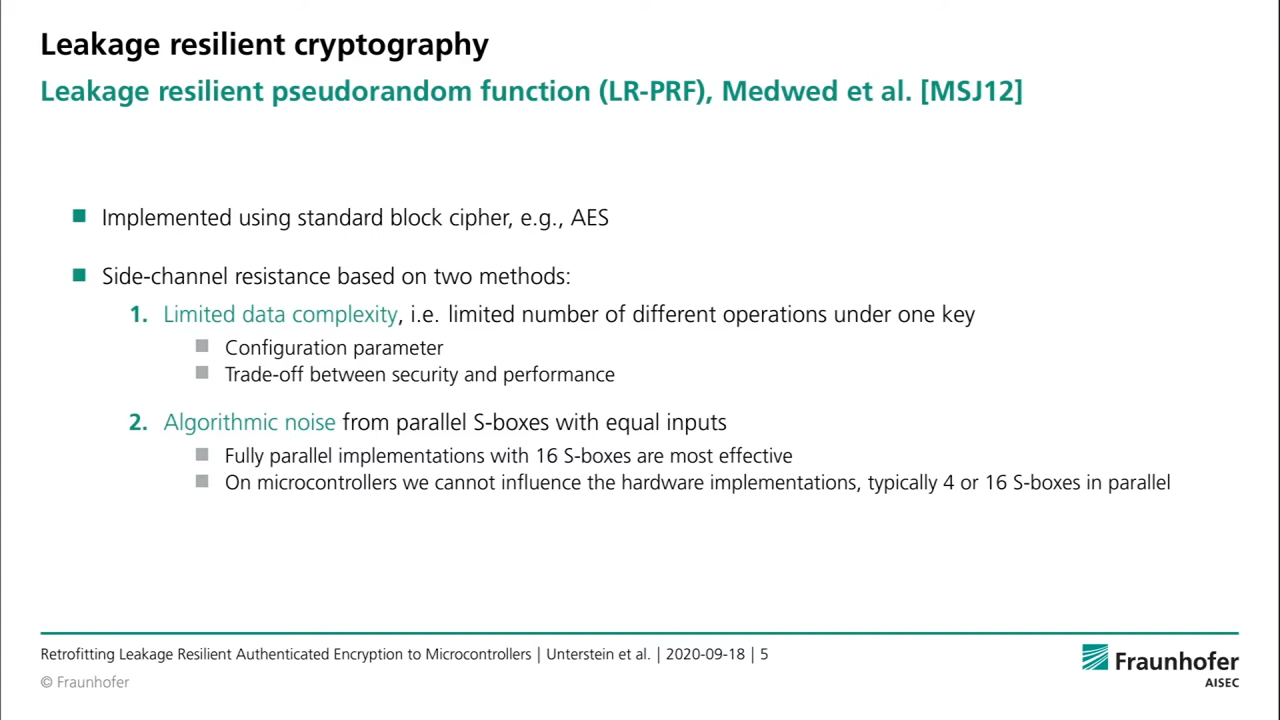 Leakage resilient cryptography
Leakage resilient pseudorandom function (LR-PRF), Medwed et al. [MSJ12]
Implemented using standard block cipher, e.g., AES
Side-channel resistance based on two methods:
1. Limited data complexity, i.e. limited number of different operations under one key
Configuration parameter
Trade-off between security and performance
2. Algorithmic noise from parallel S-boxes with equal inputs
Fully parallel implementations with 16 S-boxes are most effective
On microcontrollers we cannot influence the hardware implementations, typically 4 or 16 S-boxes in parallel
Retrofitting Leakage Resilient Authenticated Encryption to Microcontrollers | Unterstein et al. | 2020-09-18 | 5
© Fraunhofer
Fraunhofer
AISEC